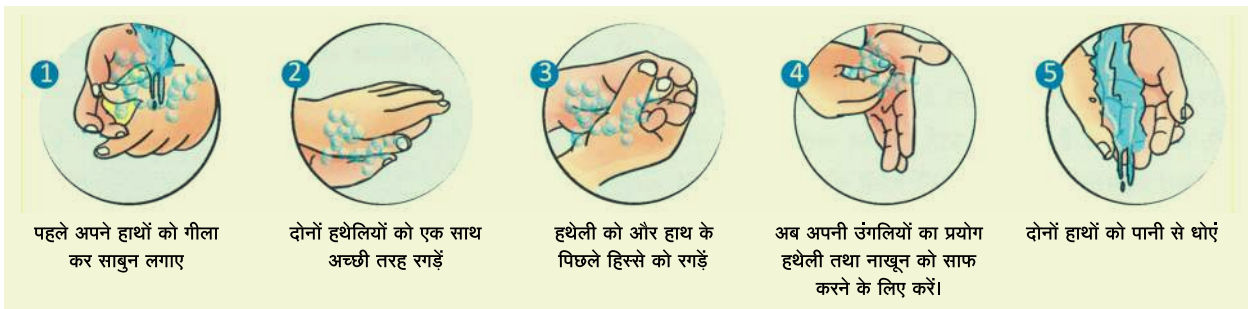 1
पहले अपने हाथों को गीला
कर साबुन लगाए
2
दोनों हथेलियों को एक साथ
अच्छी तरह रगड़ें
3
हथेली को और हाथ के
पिछले हिस्से को रगड़ें
4
अब अपनी उंगलियों का प्रयोग
हथेली तथा नाखून को साफ
करने के लिए करें।
5
दोनों हाथों को पानी से धोएं